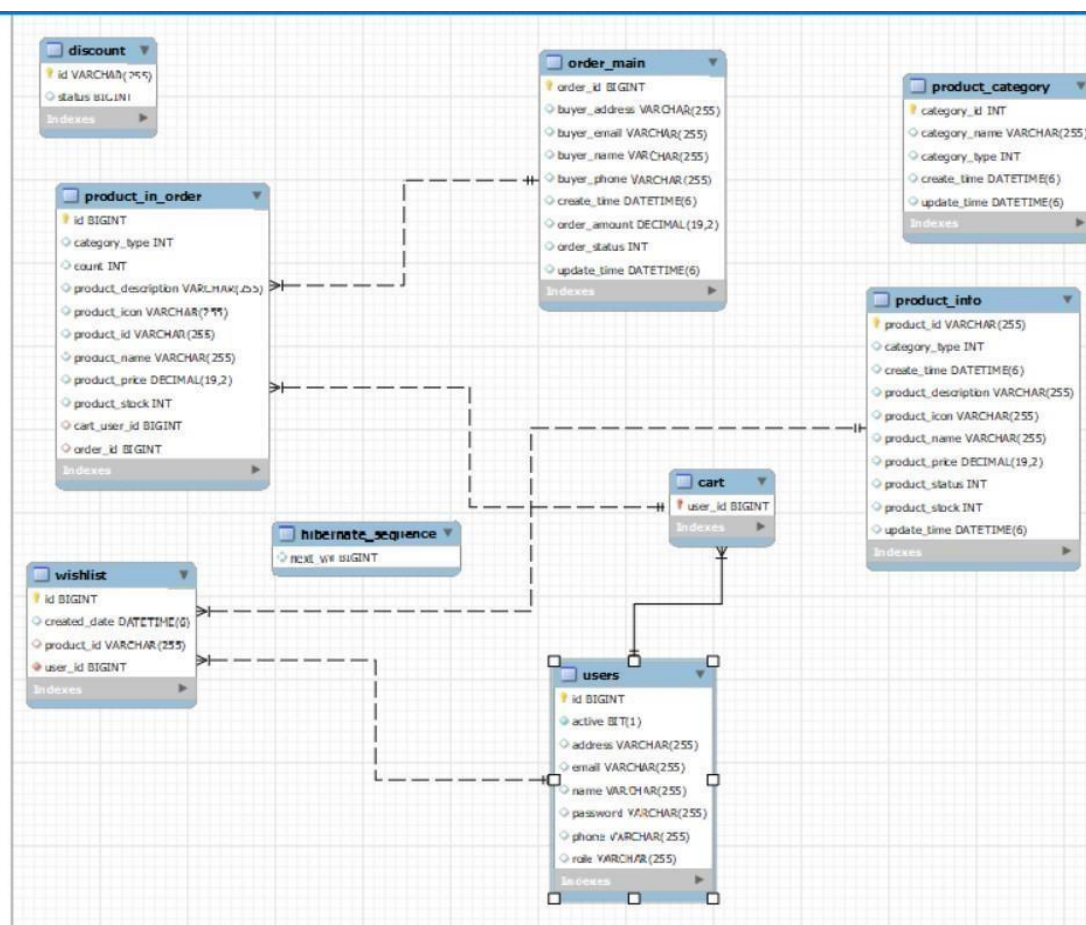 discount
id VARCHAR(255)
status BIGINT
Indexes
order_main
order_id BIGINT
buyer_address VARCHAR(255)
buyer_email VARCHAR(255)
buyer_name VARCHAR(255)
buyer_phone VARCHAR(255)
create_time DATETIME(6)
order_amount DECIMAL(19,2)
order_status INT
update_time DATETIME(6)
Indexes
product_category
category_id INT
category_name VARCHAR(255)
category_type INT
create_time DATETIME(6)
update_time DATETIME(6)
Indexes
product_in_order
id BIGINT
category_type INT
count INT
product_description VARCHAR(255)
product_icon VARCHAR(255)
product_id VARCHAR(255)
product_name VARCHAR(255)
product_price DECIMAL(19,2)
product_stock INT
cart_user_id BIGINT
order_id BIGINT
Indexes
product_info
product_id VARCHAR(255)
category_type INT
create_time DATETIME(6)
product_description VARCHAR(255)
product_icon VARCHAR(255)
product_name VARCHAR(255)
product_price DECIMAL(19,2)
product_status INT
product_stock INT
update_time DATETIME(6)
Indexes
cart
user_id BIGINT
Indexes
hibernate_sequence
next_val BIGINT
wishlist
id BIGINT
created_date DATETIME(6)
product_id VARCHAR(255)
user_id BIGINT
Indexes
users
id BIGINT
active BIT(1)
address VARCHAR(255)
email VARCHAR(255)
name VARCHAR(255)
password VARCHAR(255)
phone VARCHAR(255)
role VARCHAR(255)
Indexes